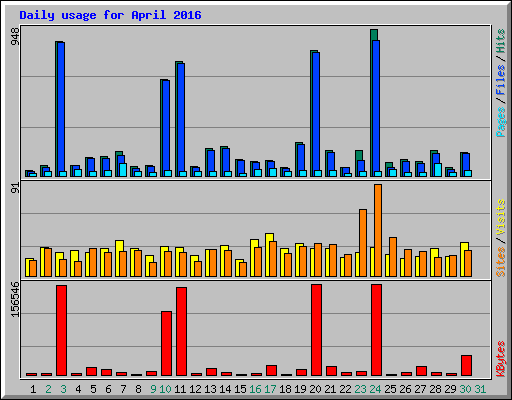 Daily usage for April 2016
948
Pages / Files / Hits
91
Sites / Visits
156546
KBytes
1 2 3 4 5 6 7 8 9 10 11 12 13 14 15 16 17 18 19 20 21 22 23 24 25 26 27 28 29 30 31